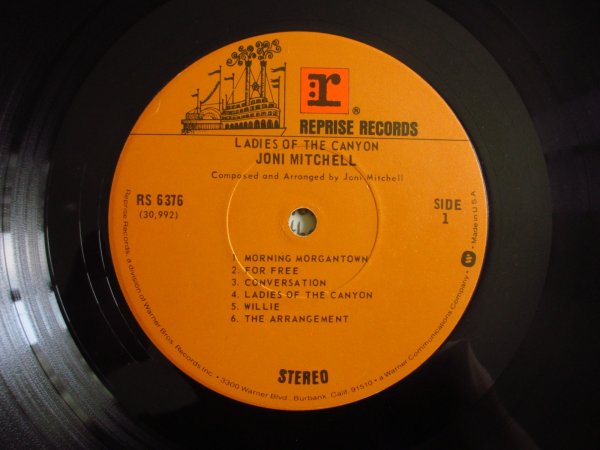 r ®
REPRISE RECORDS
LADIES OF THE CANYON
JONI MITCHELL
Composed and Arranged by Joni Mitchell
RS 6376
(30,992)
SIDE
1
1. MORNING MORGANTOWN
2. FOR FREE
3. CONVERSATION
4. LADIES OF THE CANYON
5. WILLIE
6. THE ARRANGEMENT
STEREO
Reprise Records, a division of Warner Bros. Records Inc. • 3300 Warner Blvd., Burbank, Calif. 91510 • a Warner Communications Company • W • Made in U.S.A.